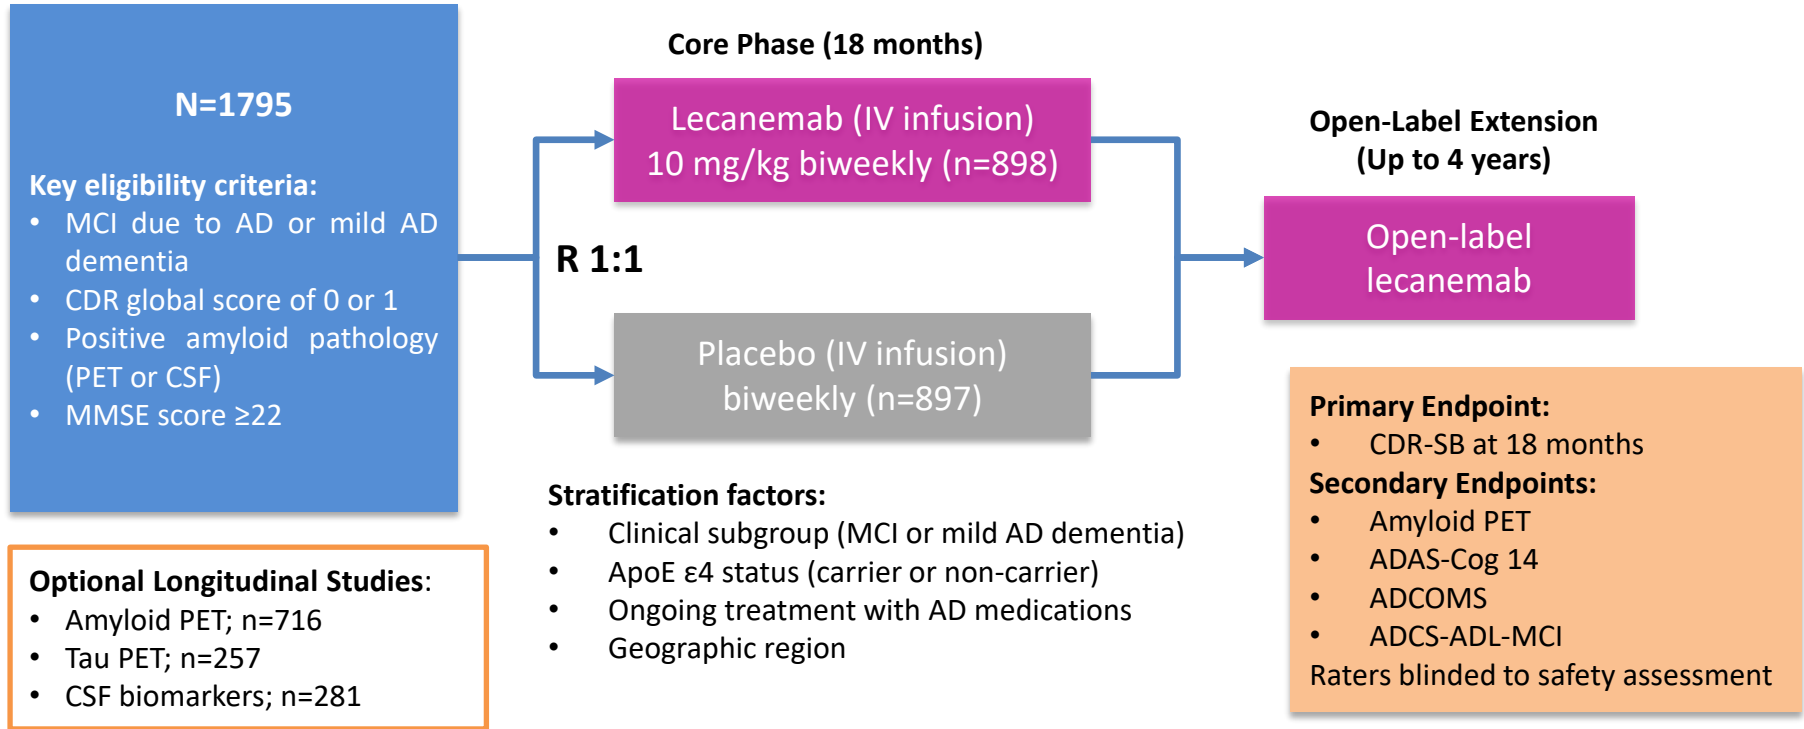 N=1795
Key eligibility criteria:
• MCI due to AD or mild AD
dementia
• CDR global score of 0 or 1
• Positive amyloid pathology
(PET or CSF)
• MMSE score ≥22
Optional Longitudinal Studies:
• Amyloid PET; n=716
• Tau PET; n=257
• CSF biomarkers; n=281
Core Phase (18 months)
Lecanemab (IV infusion)
10 mg/kg biweekly (n=898)
R 1:1
Placebo (IV infusion)
biweekly (n=897)
Stratification factors:
• Clinical subgroup (MCI or mild AD dementia)
• ApoE ε4 status (carrier or non-carrier)
• Ongoing treatment with AD medications
• Geographic region
Open-Label Extension
(Up to 4 years)
Open-label
lecanemab
Primary Endpoint:
• CDR-SB at 18 months
Secondary Endpoints:
• Amyloid PET
• ADAS-Cog 14
• ADCOMS
• ADCS-ADL-MCI
Raters blinded to safety assessment